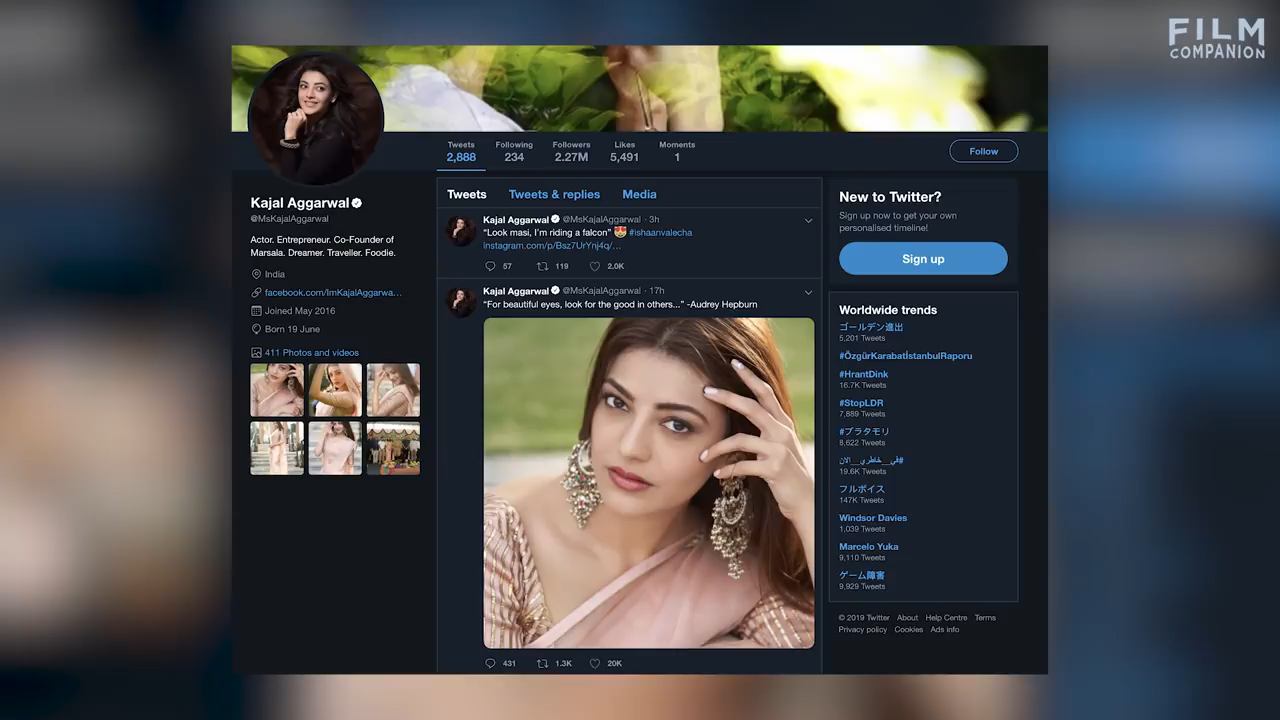 FILM
COMPANION
Tweets
2,888
Following
234
Followers
2.27M
Likes
5,491
Moments
1
Follow
Kajal Aggarwal
@MsKajalAggarwal
Actor. Entrepreneur. Co-Founder of
Marsala. Dreamer. Traveller. Foodie.
India
facebook.com/ImKajalAggarwa...
Joined May 2016
Born 19 June
411 Photos and videos
Tweets Tweets & replies Media
Kajal Aggarwal @MsKajalAggarwal · 3h
“Look masi, I’m riding a falcon” 😍 #ishaanvalecha
instagram.com/p/Bsz7UrYnj4q/...
57 119 2.0K
Kajal Aggarwal @MsKajalAggarwal · 17h
“For beautiful eyes, look for the good in others...” -Audrey Hepburn
431 1.3K 20K
New to Twitter?
Sign up now to get your own
personalised timeline!
Sign up
Worldwide trends
ゴールデン進出
5,201 Tweets
#ÖzgürKarabatİstanbulRaporu
#HrantDink
16.7K Tweets
#StopLDR
7,889 Tweets
#ブラタモリ
8,622 Tweets
#في__خاطري__الان
19.6K Tweets
フルボイス
147K Tweets
Windsor Davies
1,039 Tweets
Marcelo Yuka
9,110 Tweets
ゲーム障害
9,929 Tweets
© 2019 Twitter About Help Centre Terms
Privacy policy Cookies Ads info